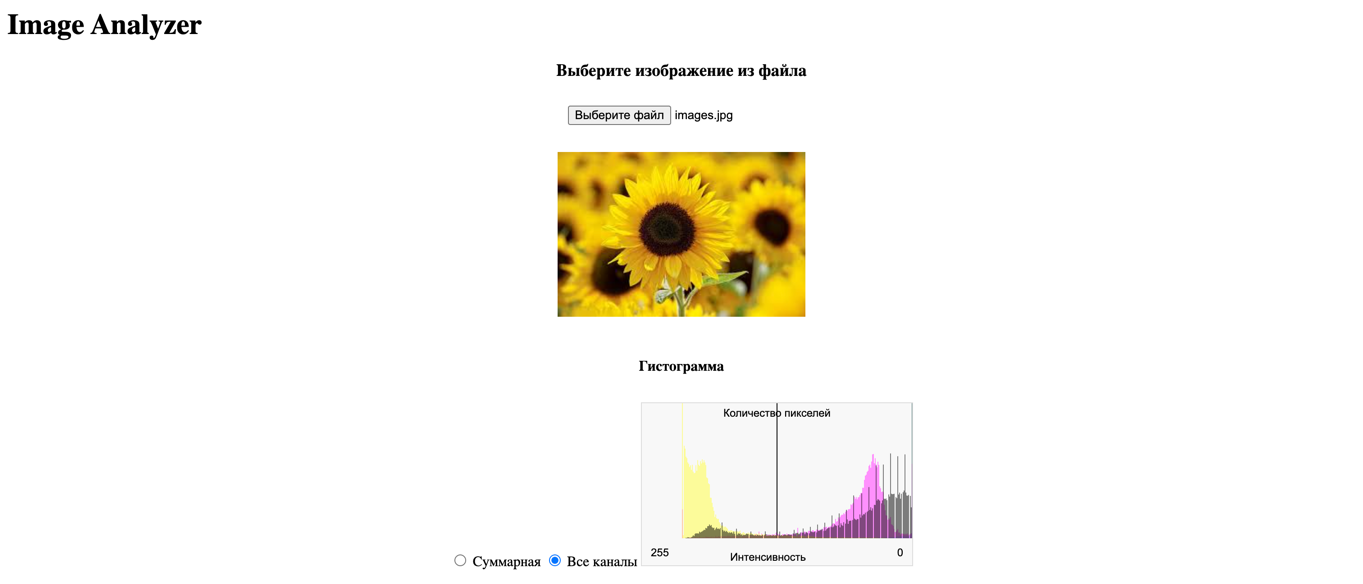 Image Analyzer
Выберите изображение из файла
Выберите файл images.jpg
Гистограмма
Количество пикселей
255 Интенсивность 0
Суммарная Все каналы